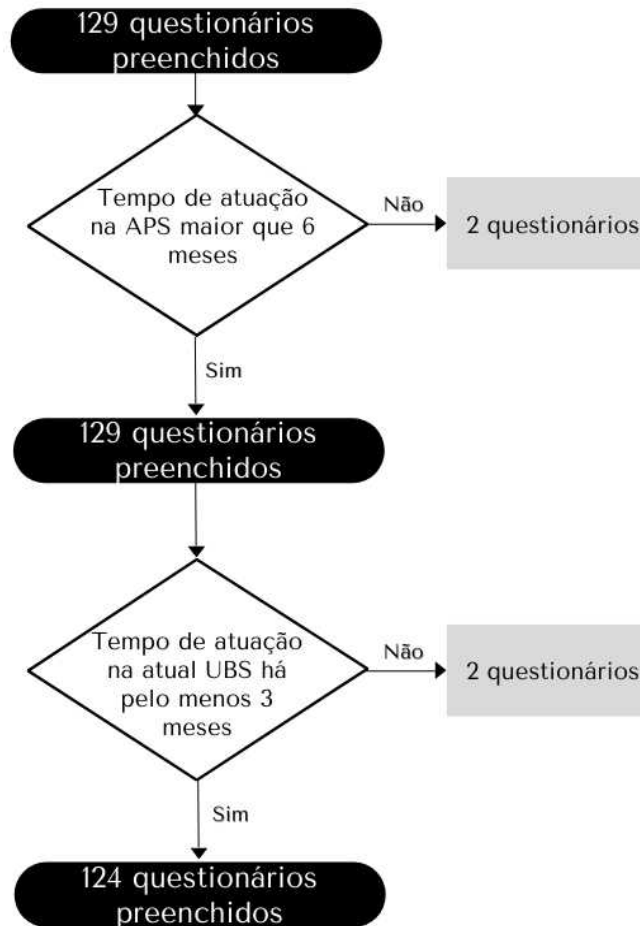 129 questionários
preenchidos
Tempo de atuação
na APS maior que 6
meses
Não
2 questionários
Sim
129 questionários
preenchidos
Tempo de atuação
na atual UBS há
pelo menos 3
meses
Não
2 questionários
Sim
124 questionários
preenchidos